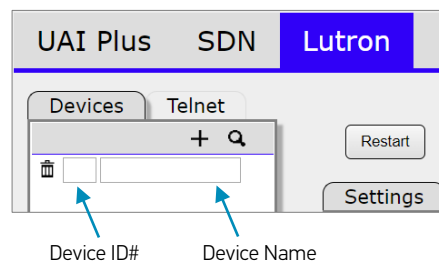 UAI Plus SDN Lutron
Devices Telnet
+
Restart
Settings
Device ID# Device Name